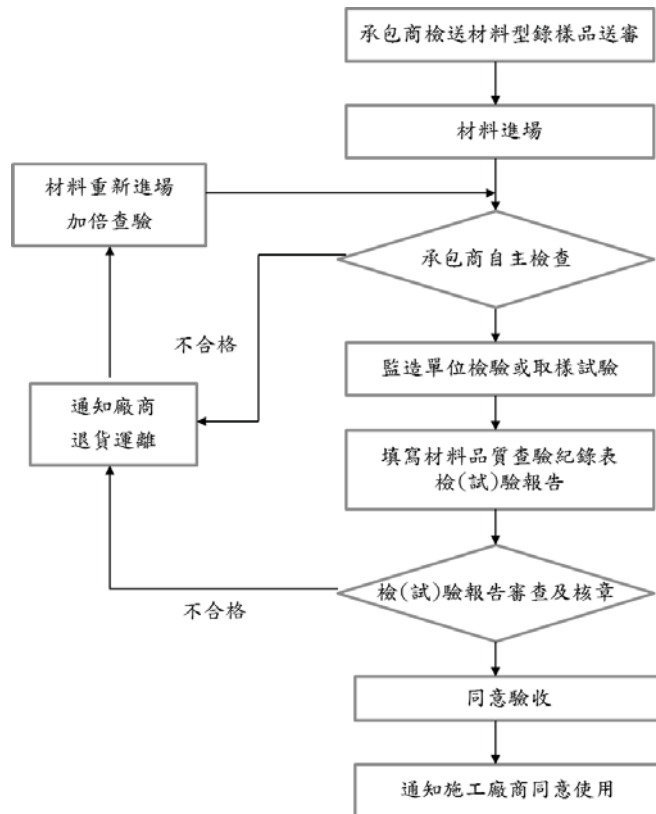 承包商檢送材料型錄樣品送審
材料進場
材料重新進場
加倍查驗
承包商自主檢查
不合格
監造單位檢驗或取樣試驗
通知廠商
退貨運離
填寫材料品質查驗紀錄表
檢(試)驗報告
檢(試)驗報告審查及核章
不合格
同意驗收
通知施工廠商同意使用